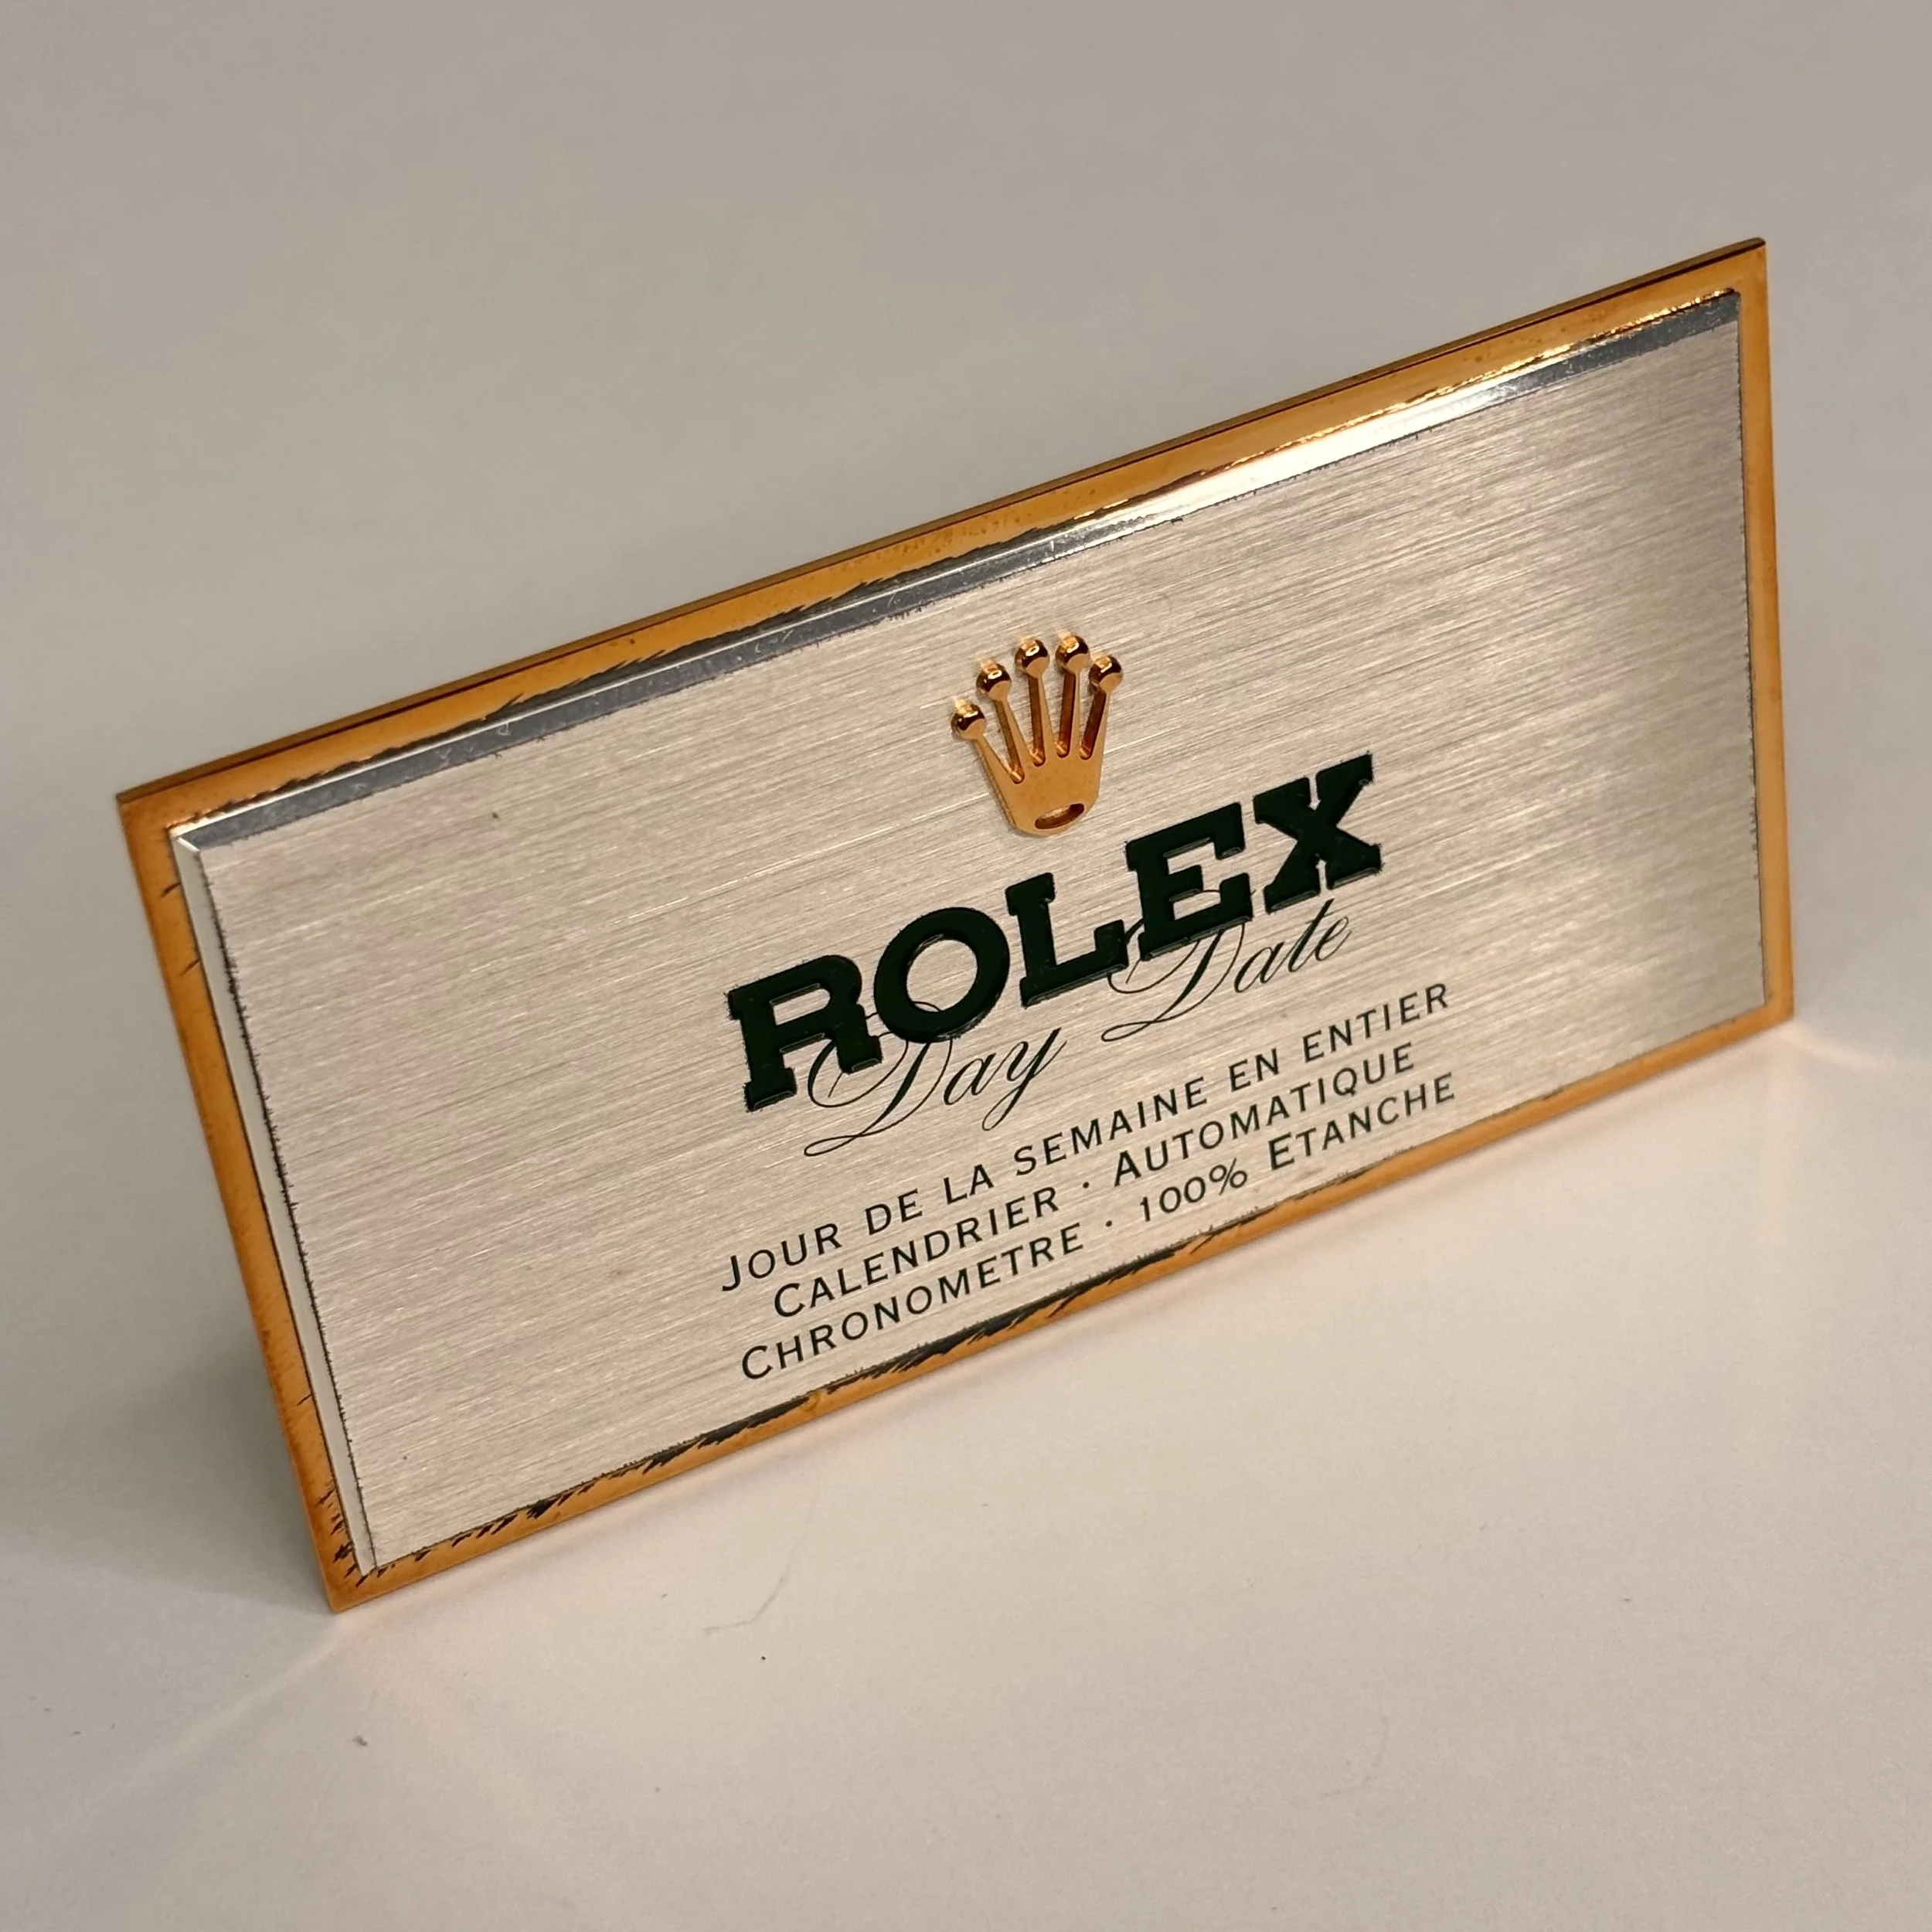 ROLEX
Day Date
JOUR DE LA SEMAINE EN ENTIER
CALENDRIER · AUTOMATIQUE
CHRONOMETRE · 100% ETANCHE